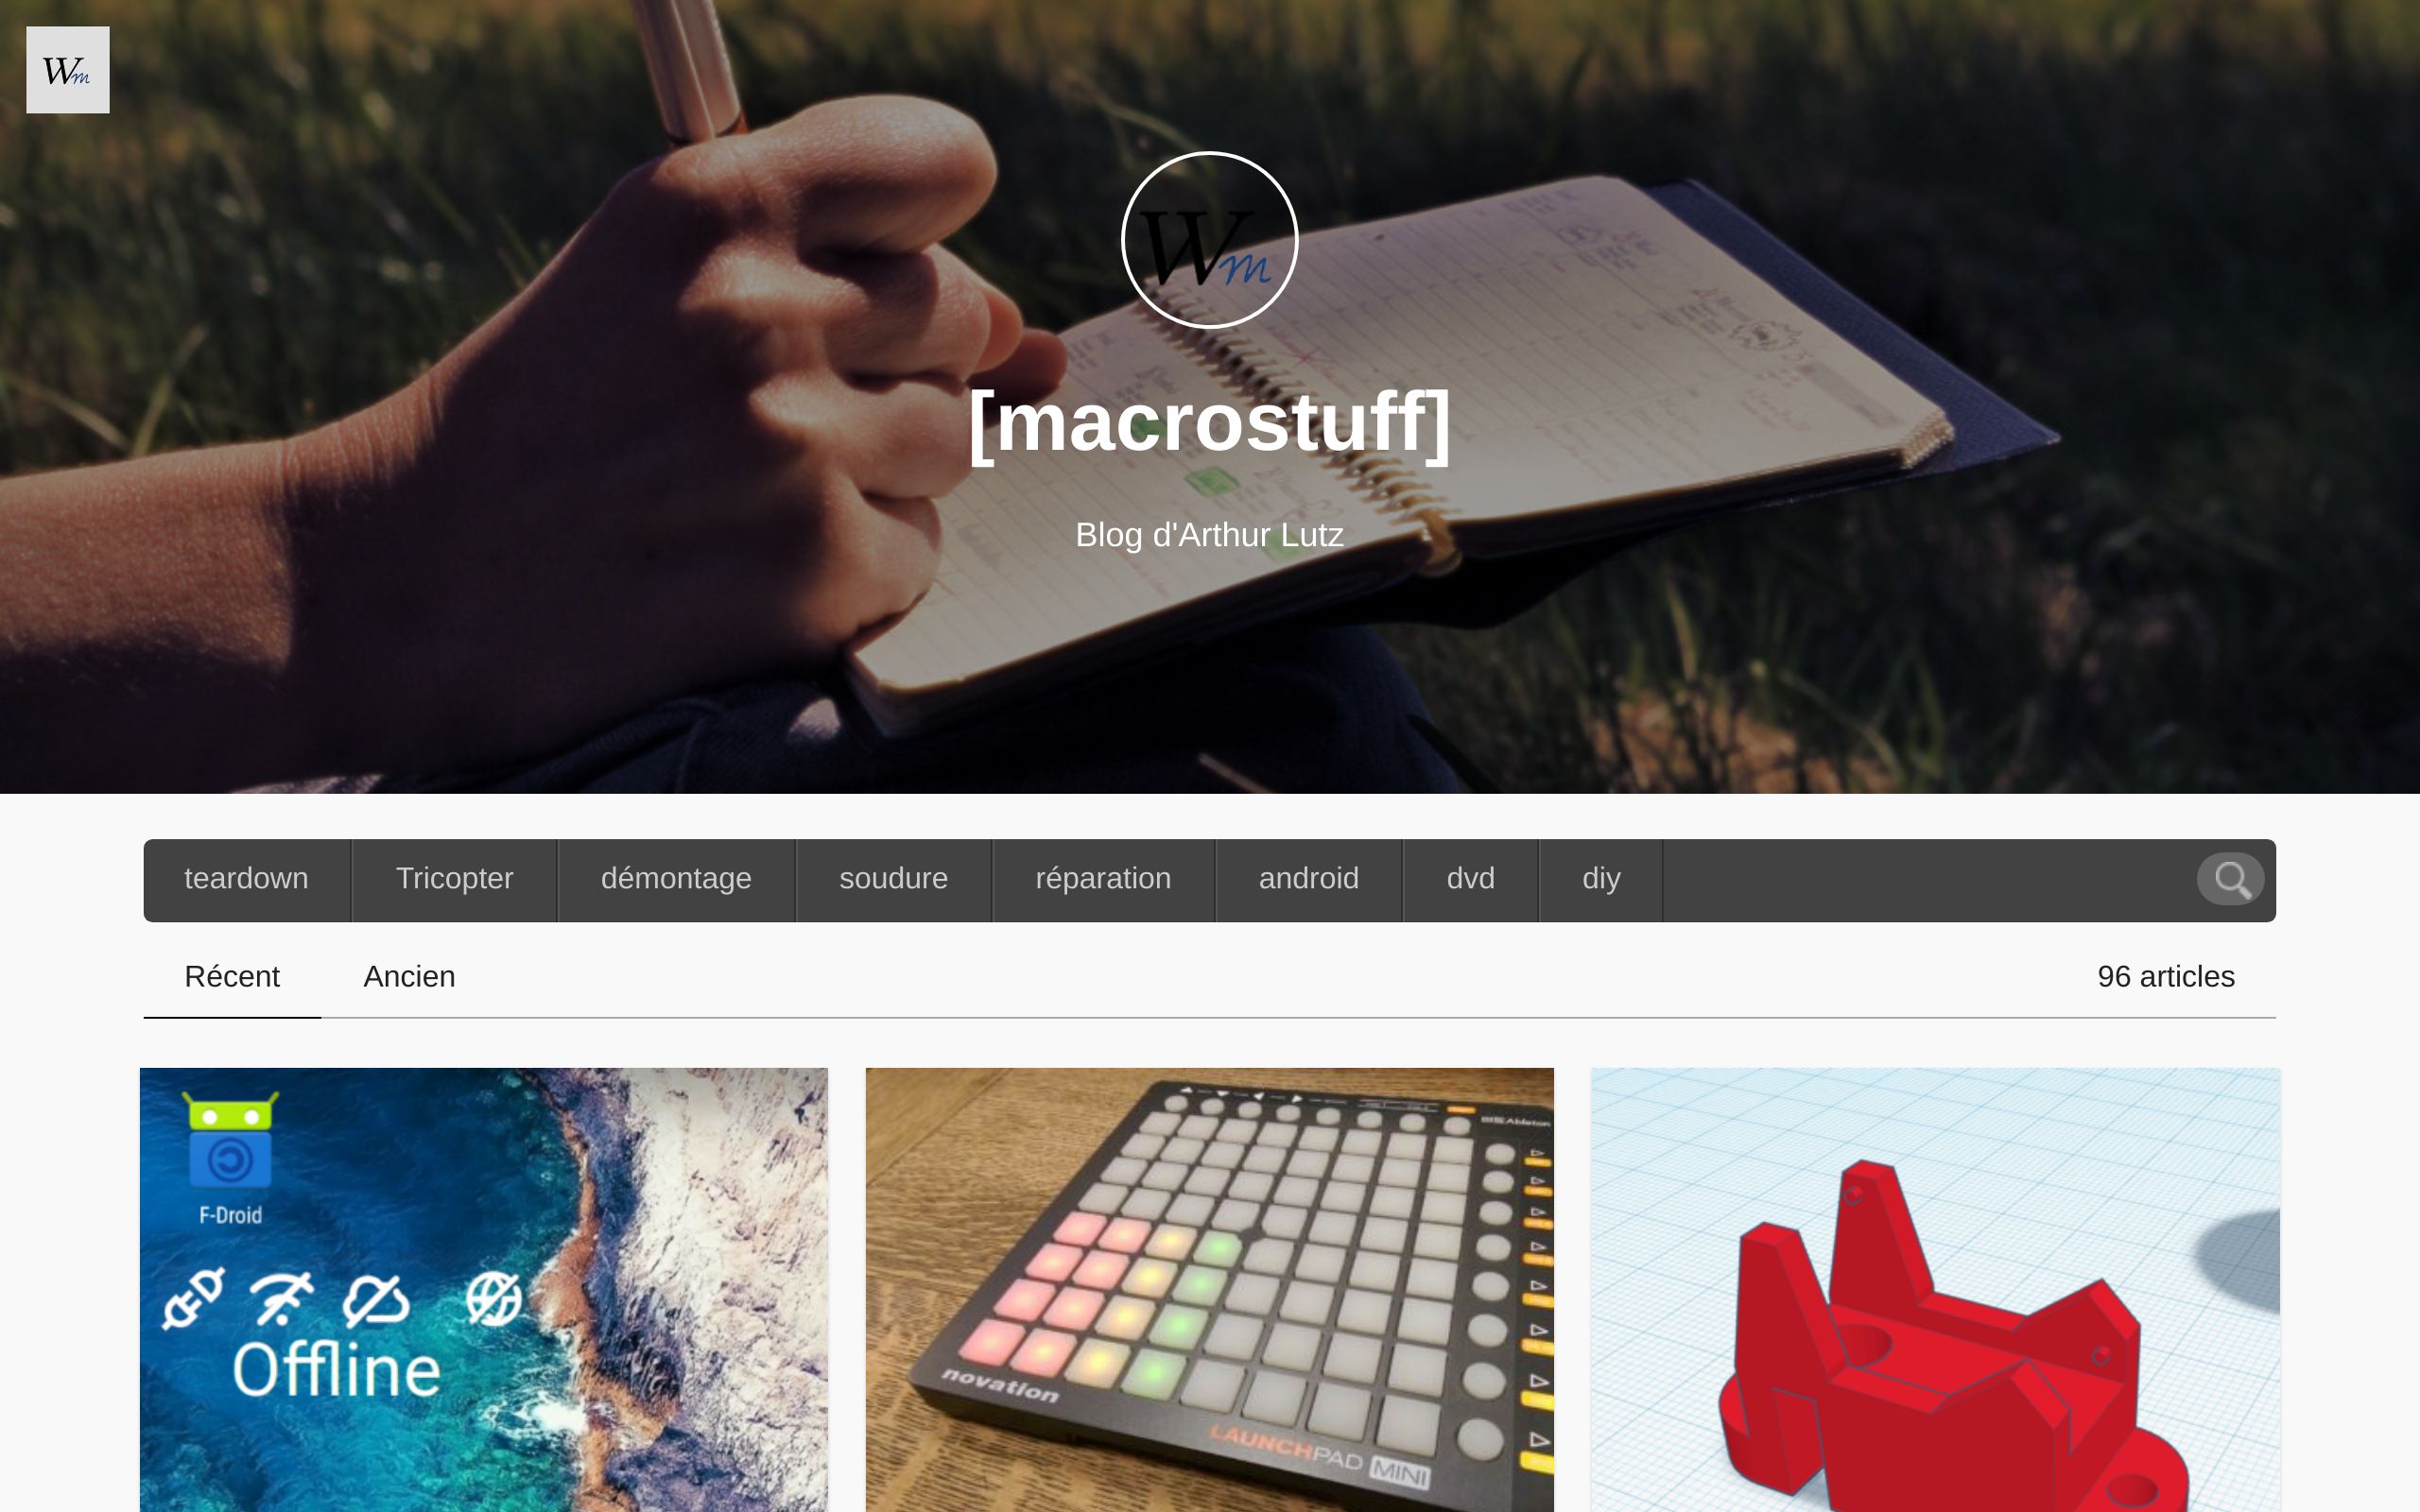 Wm
Wm
[macrostuff]
Blog d'Arthur Lutz
teardown
Tricopter
démontage
soudure
réparation
android
dvd
diy
Récent
Ancien
96 articles
F-Droid
Offline
Ableton
novation
LAUNCHPAD MINI